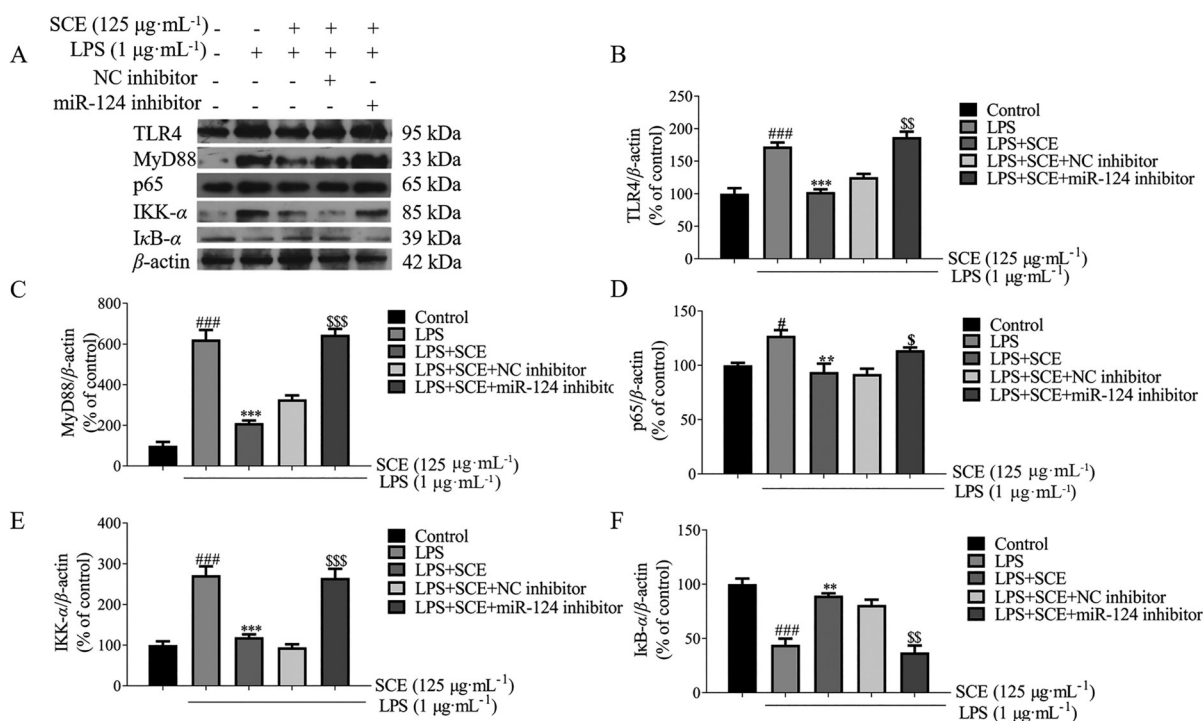 SCE (125 μg·mL⁻¹) - - + + +
A LPS (1 μg·mL⁻¹) - + + + +
NC inhibitor - - - + -
miR-124 inhibitor - - - - +
TLR4 95 kDa
MyD88 33 kDa
p65 65 kDa
IKK-α 85 kDa
IκB-α 39 kDa
β-actin 42 kDa
B
TLR4/β-actin
(% of control)
250
200
150
100
50
0
###
***
$$
Control
LPS
LPS+SCE
LPS+SCE+NC inhibitor
LPS+SCE+miR-124 inhibitor
SCE (125 μg·mL⁻¹)
LPS (1 μg·mL⁻¹)
C
MyD88/β-actin
(% of control)
800
600
400
200
0
###
***
$$$
Control
LPS
LPS+SCE
LPS+SCE+NC inhibitor
LPS+SCE+miR-124 inhibitor
SCE (125 μg·mL⁻¹)
LPS (1 μg·mL⁻¹)
D
p65/β-actin
(% of control)
150
100
50
0
#
**
$
Control
LPS
LPS+SCE
LPS+SCE+NC inhibitor
LPS+SCE+miR-124 inhibitor
SCE (125 μg·mL⁻¹)
LPS (1 μg·mL⁻¹)
E
IKK-α/β-actin
(% of control)
400
300
200
100
0
###
***
$$$
Control
LPS
LPS+SCE
LPS+SCE+NC inhibitor
LPS+SCE+miR-124 inhibitor
SCE (125 μg·mL⁻¹)
LPS (1 μg·mL⁻¹)
F
IκB-α/β-actin
(% of control)
150
100
50
0
###
**
$$
Control
LPS
LPS+SCE
LPS+SCE+NC inhibitor
LPS+SCE+miR-124 inhibitor
SCE (125 μg·mL⁻¹)
LPS (1 μg·mL⁻¹)